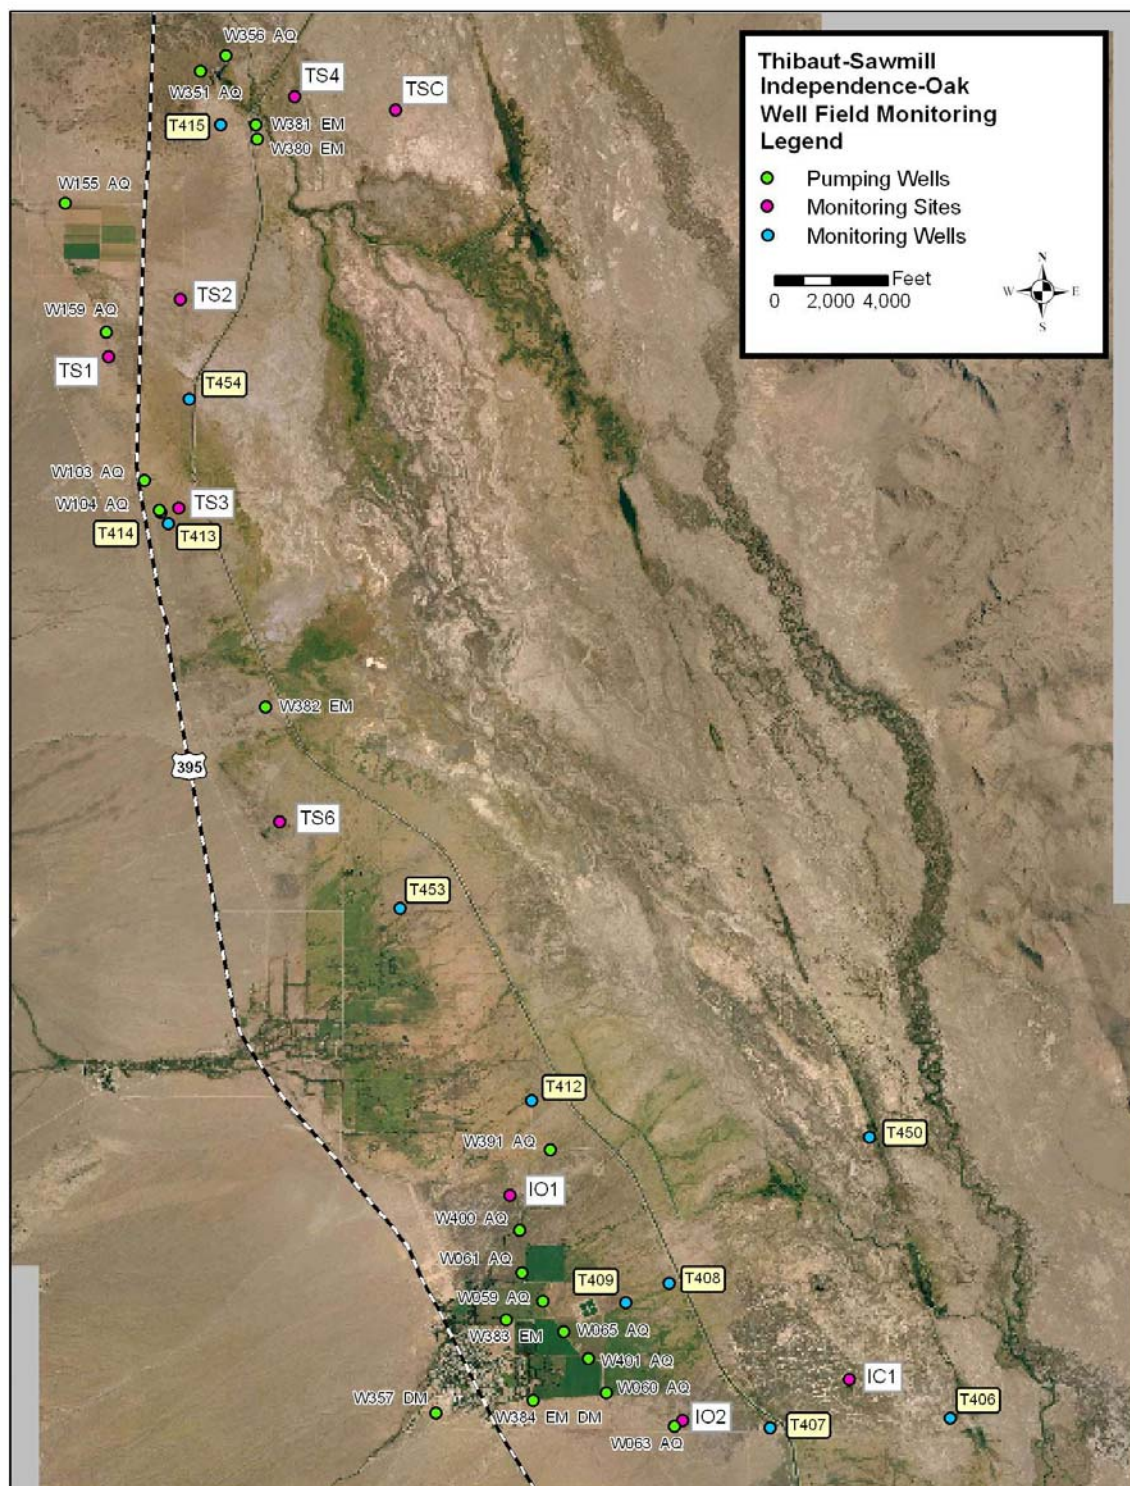 W356 AQ
TS4
TSC
W351 AQ
T415
W381 EM
W380 EM
W155 AQ
TS2
W159 AQ
TS1
T454
W103 AQ
W104 AQ
TS3
T414
T413
W382 EM
395
TS6
T453
T412
W391 AQ
T450
IO1
W400 AQ
W061 AQ
T409
T408
W059 AQ
W383 EM
W065 AQ
W401 AQ
IC1
W357 DM
W060 AQ
W384 EM DM
IO2
T406
W063 AQ
T407
Thibaut-Sawmill
Independence-Oak
Well Field Monitoring
Legend
Pumping Wells
Monitoring Sites
Monitoring Wells
Feet
0 2,000 4,000
N
W E
S